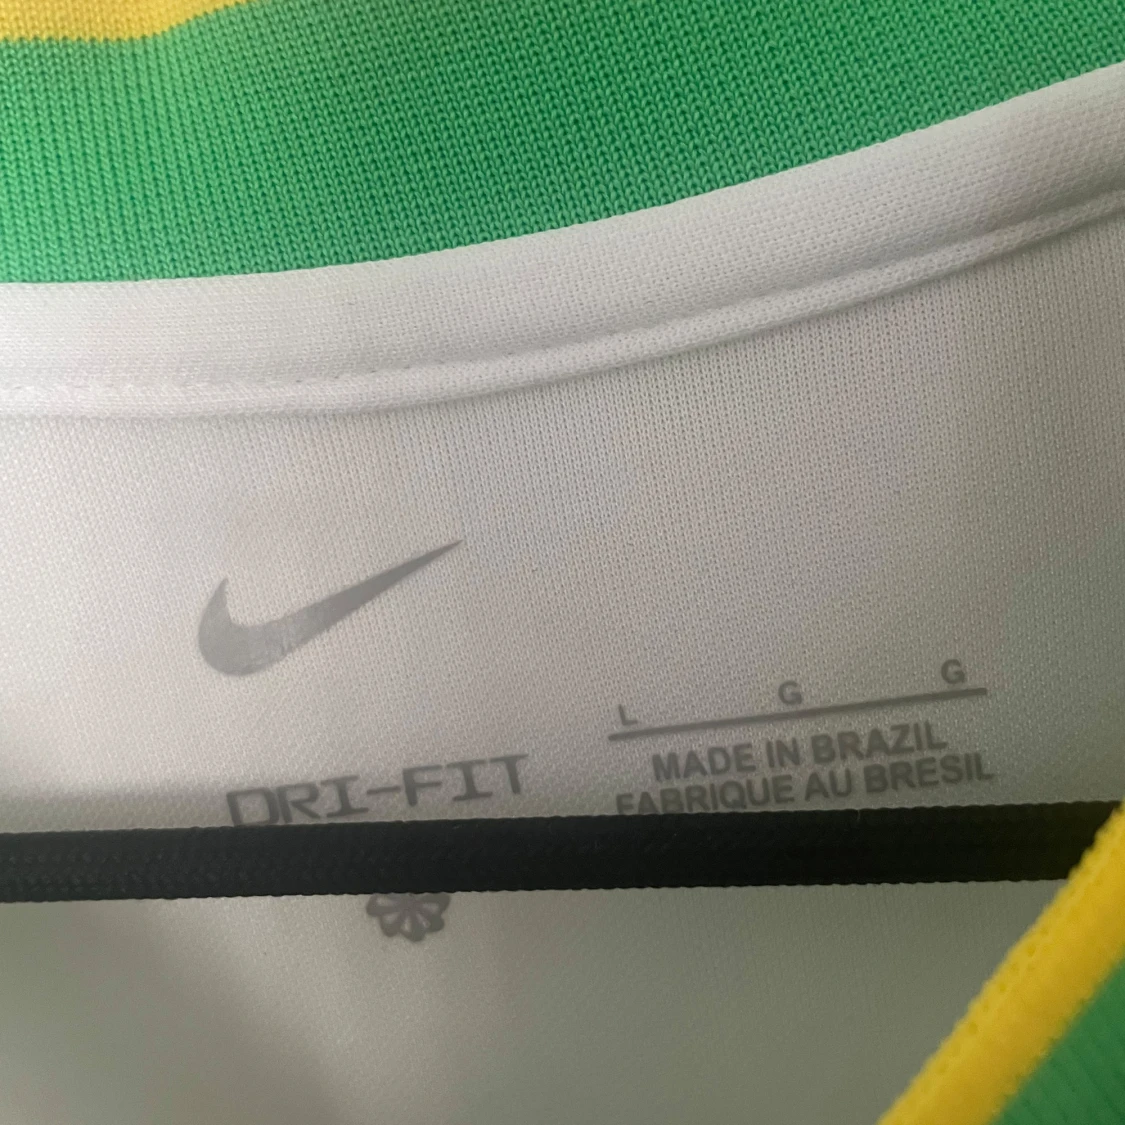 DRI-FIT
L G G
MADE IN BRAZIL
FABRIQUE AU BRESIL